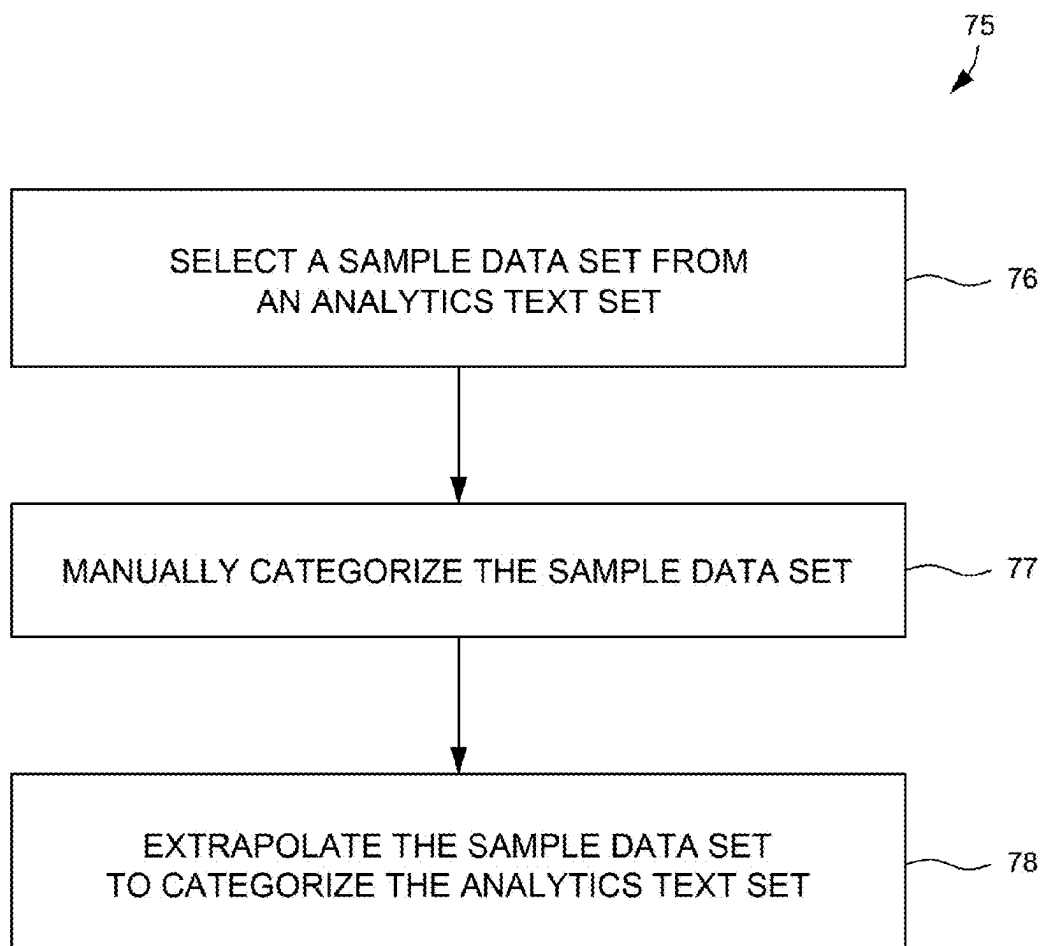 75
SELECT A SAMPLE DATA SET FROM
AN ANALYTICS TEXT SET
76
MANUALLY CATEGORIZE THE SAMPLE DATA SET
77
EXTRAPOLATE THE SAMPLE DATA SET
TO CATEGORIZE THE ANALYTICS TEXT SET
78